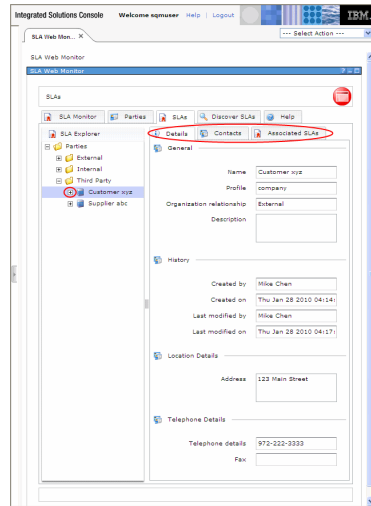 Integrated Solutions Console Welcome sqmuser Help | Logout IBM.
SLA Web Mon... X --- Select Action ---
SLA Web Monitor
SLA Web Monitor
SLAs
SLA Monitor Parties SLAs Discover SLAs Help
SLA Explorer Details Contacts Associated SLAs
Parties General
External
Internal Name Customer xyz
Third Party Profile company
Customer xyz Organization relationship External
Supplier abc Description
History
Created by Mike Chen
Created on Thu Jan 28 2010 04:14:
Last modified by Mike Chen
Last modified on Thu Jan 28 2010 04:17:
Location Details
Address 123 Main Street
Telephone Details
Telephone details 972-222-3333
Fax